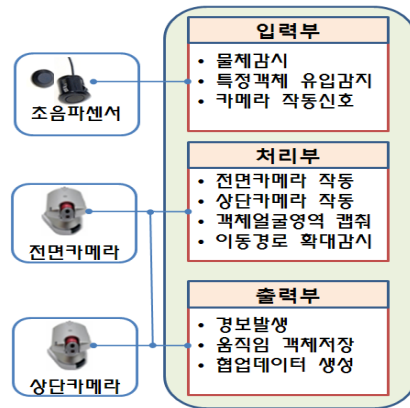 입력부
• 물체감시
• 특정객체 유입감지
• 카메라 작동신호
초음파센서
처리부
• 전면카메라 작동
• 상단카메라 작동
• 객체얼굴영역 캡춰
• 이동경로 확대감시
전면카메라
출력부
• 경보발생
• 움직임 객체저장
• 협업데이터 생성
상단카메라